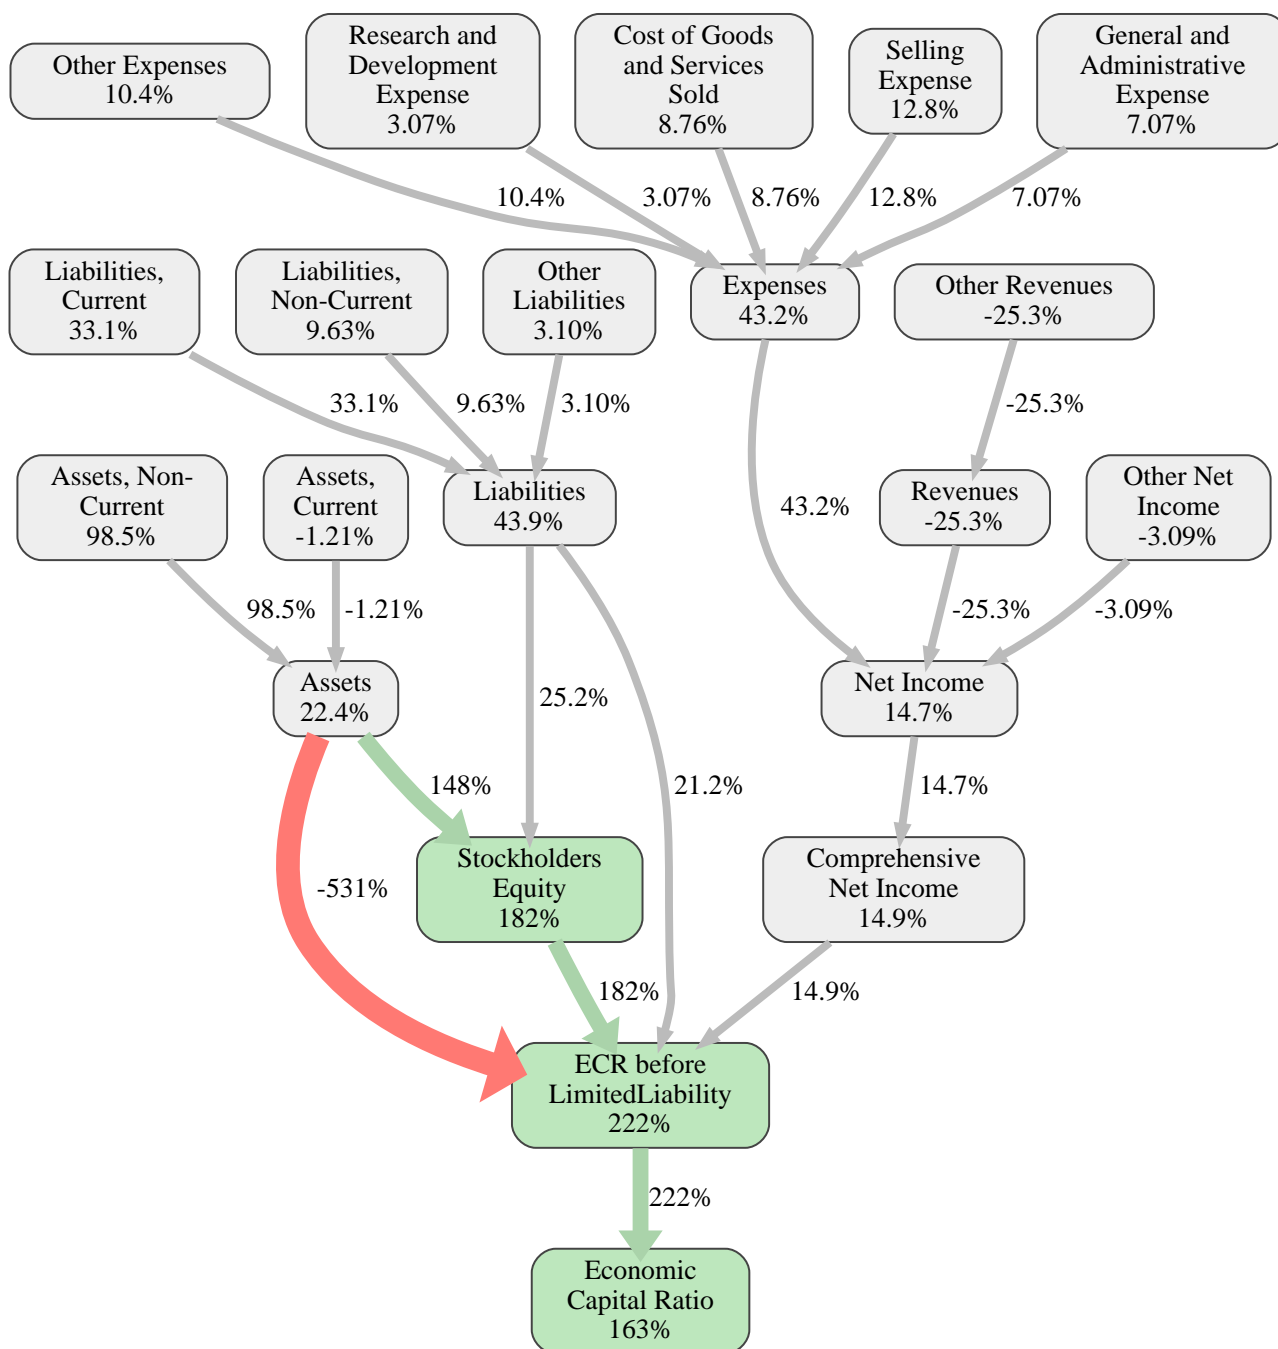 Other Expenses
10.4%
Research and
Development
Expense
3.07%
Cost of Goods
and Services
Sold
8.76%
Selling
Expense
12.8%
General and
Administrative
Expense
7.07%
10.4%
3.07%
8.76%
12.8%
7.07%
Liabilities,
Current
33.1%
Liabilities,
Non-Current
9.63%
Other
Liabilities
3.10%
Expenses
43.2%
Other Revenues
-25.3%
33.1%
9.63%
3.10%
-25.3%
Assets, Non-
Current
98.5%
Assets,
Current
-1.21%
Liabilities
43.9%
43.2%
Revenues
-25.3%
Other Net
Income
-3.09%
98.5%
-1.21%
-25.3%
-3.09%
Assets
22.4%
25.2%
Net Income
14.7%
148%
21.2%
14.7%
-531%
Stockholders
Equity
182%
Comprehensive
Net Income
14.9%
182%
14.9%
ECR before
LimitedLiability
222%
222%
Economic
Capital Ratio
163%